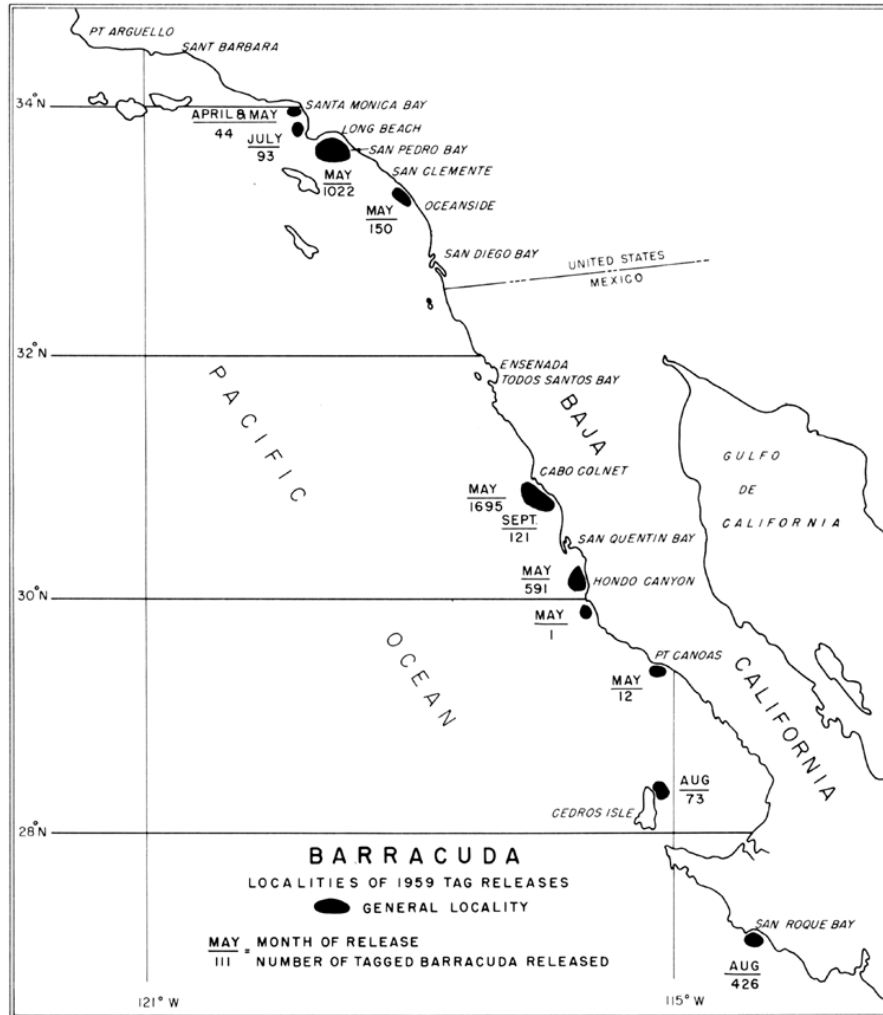 PT ARGUELLO
SANT BARBARA
34°N
SANTA MONICA BAY
APRIL & MAY
44
LONG BEACH
JULY
93
SAN PEDRO BAY
MAY
1022
SAN CLEMENTE
MAY
150
OCEANSIDE
SAN DIEGO BAY
UNITED STATES
MEXICO
32°N
ENSENADA
TODOS SANTOS BAY
PACIFIC
BAJA
GULFO
DE
CALIFORNIA
CABO COLNET
MAY
1695
SEPT.
121
SAN QUENTIN BAY
MAY
591
HONDO CANYON
30°N
MAY
1
OCEAN
PT CANOAS
MAY
12
CALIFORNIA
AUG
73
CEDROS ISLE
28°N
BARRACUDA
LOCALITIES OF 1959 TAG RELEASES
GENERAL LOCALITY
MAY = MONTH OF RELEASE
111 NUMBER OF TAGGED BARRACUDA RELEASED
SAN ROQUE BAY
AUG
426
121° W
115° W